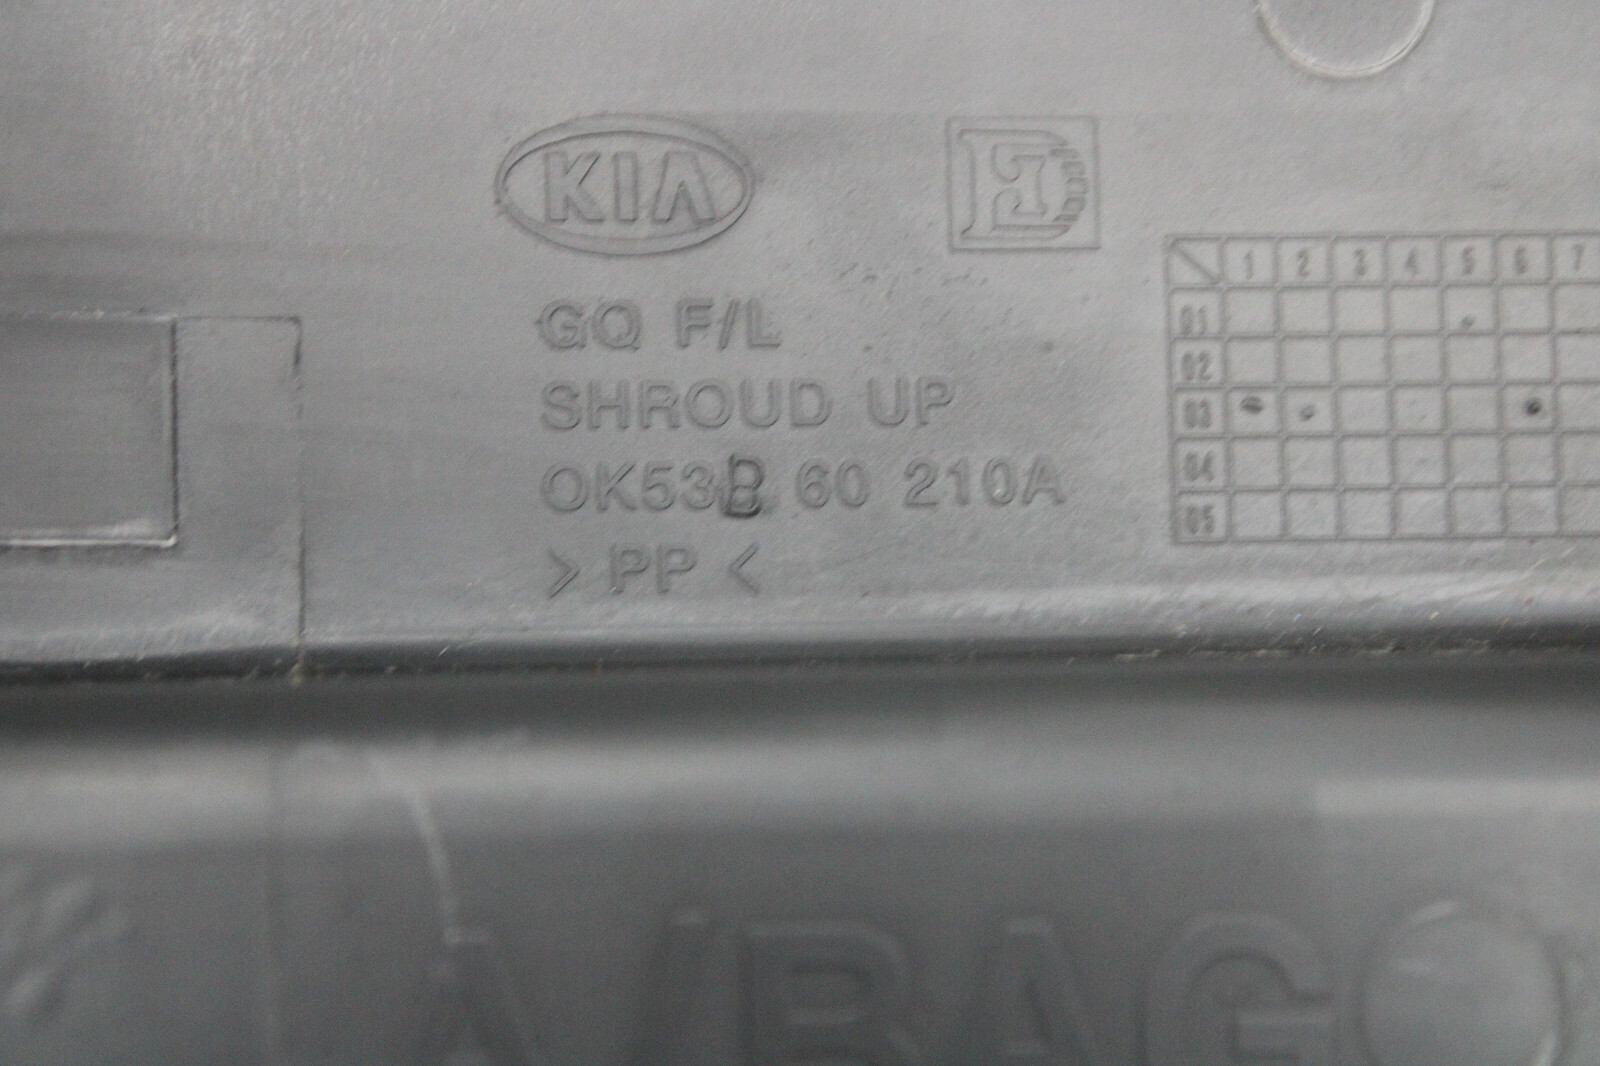 KIA
GQ F/L
SHROUD UP
OK53B 60 210A
> PP <
1 2 3 4 5 6 7
01
02
03
04
05